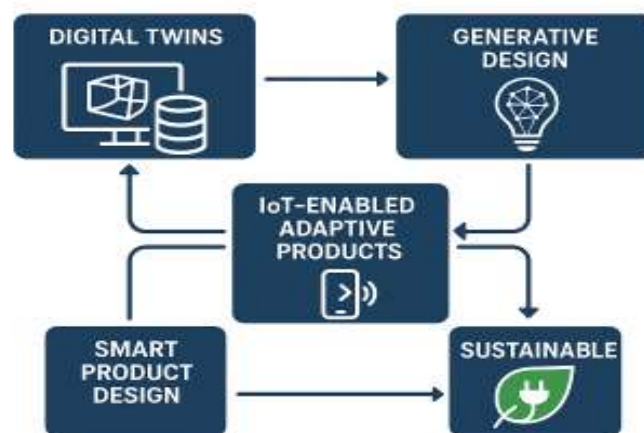 DIGITAL TWINS
GENERATIVE
DESIGN
IoT-ENABLED
ADAPTIVE
PRODUCTS
SMART
PRODUCT
DESIGN
SUSTAINABLE